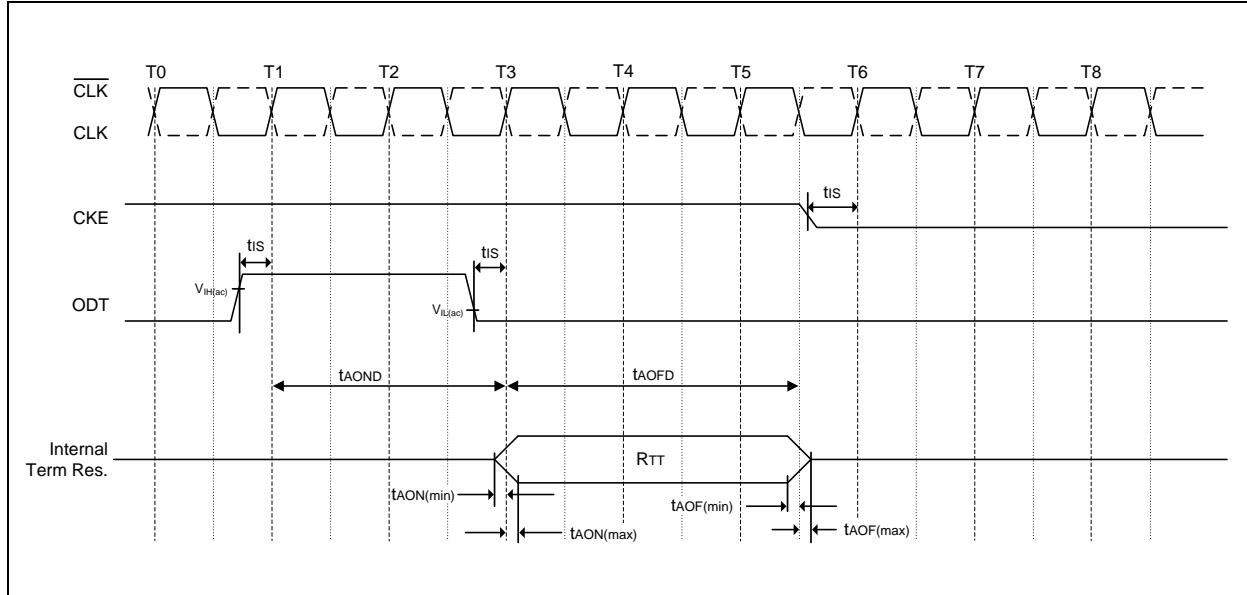 T0 T1 T2 T3 T4 T5 T6 T7 T8
CLK
CLK
CKE
tIS
tIS
tIS
VIH(ac)
VIL(ac)
ODT
tAOND
tAOFD
Internal
Term Res.
RTT
tAON(min)
tAOF(min)
tAON(max)
tAOF(max)